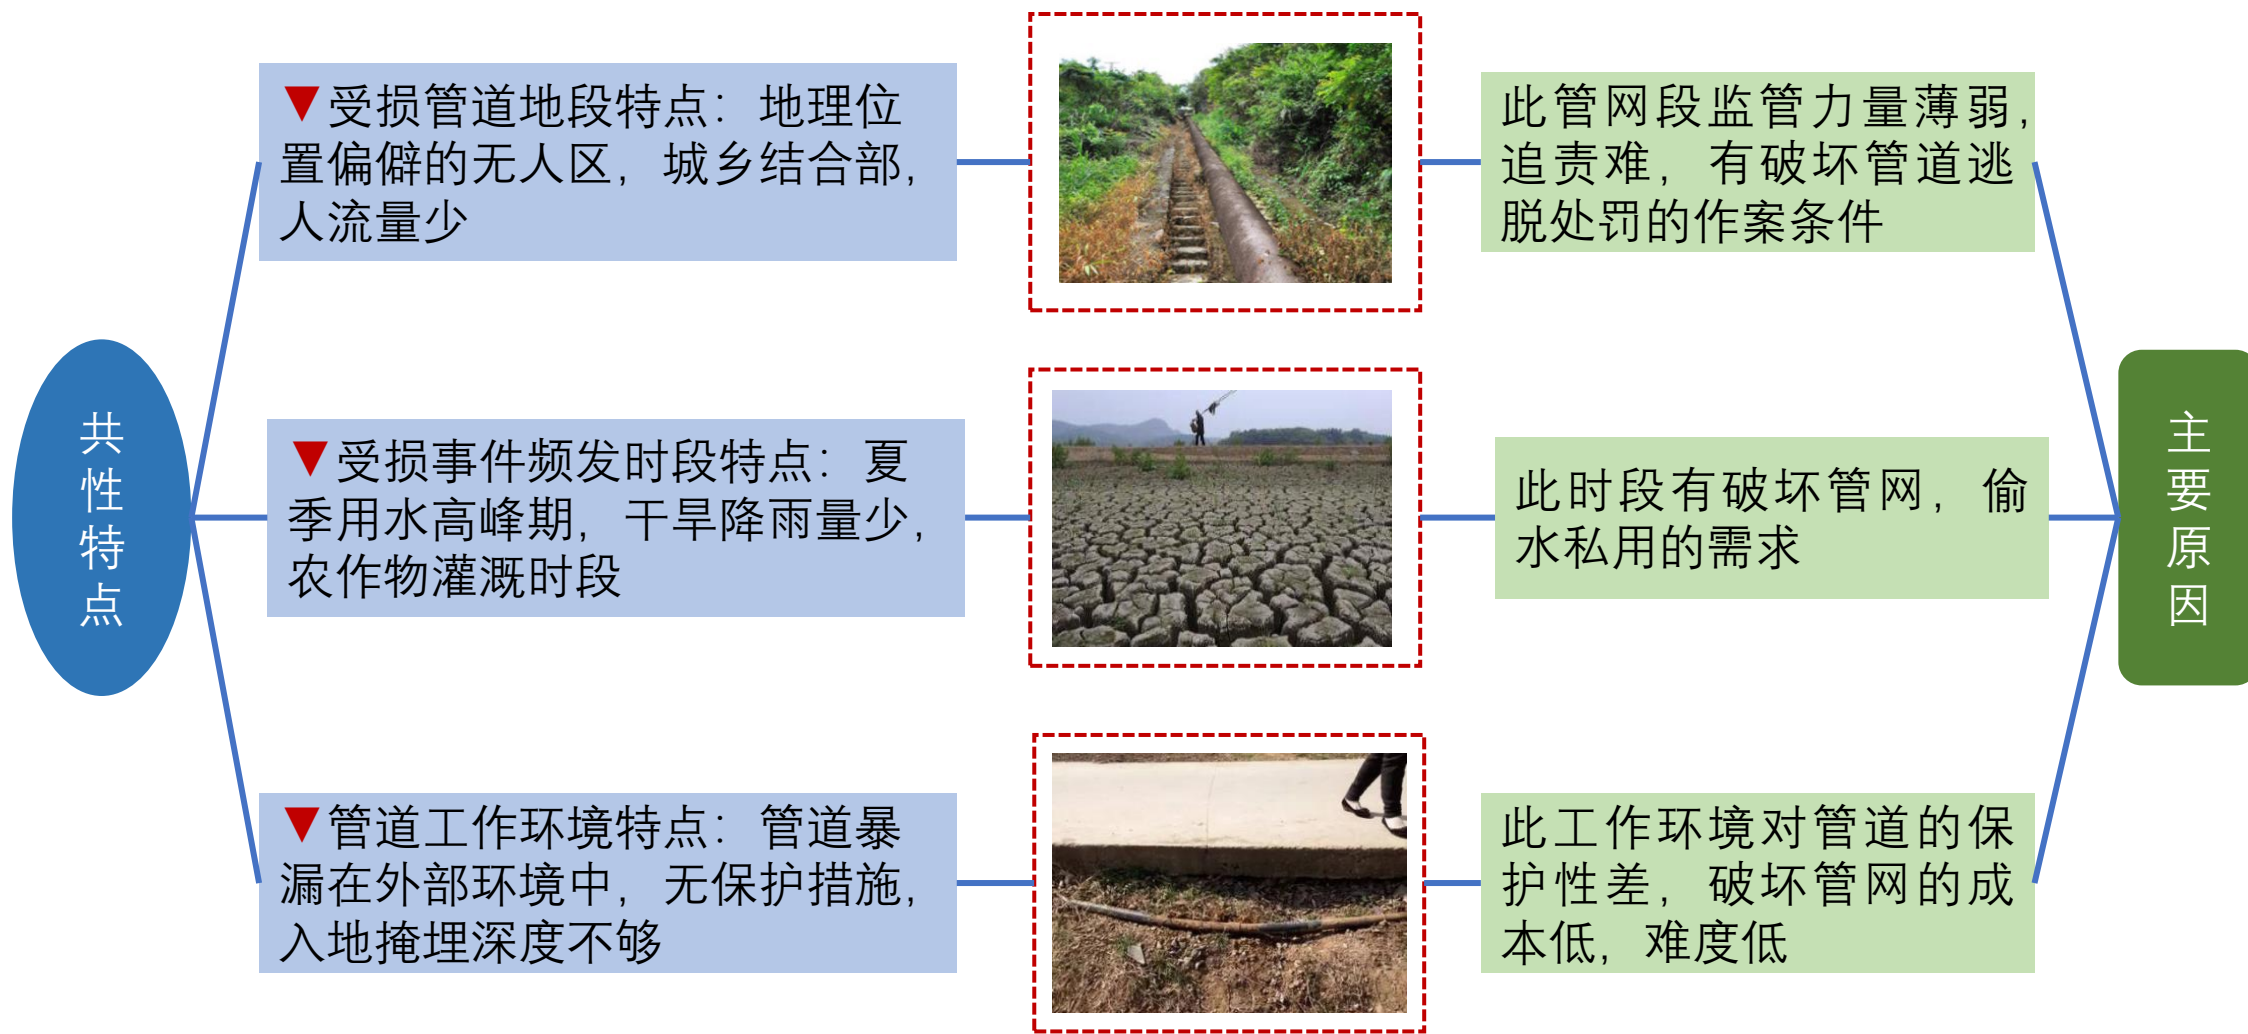 共
性
特
点
▼受损管道地段特点：地理位
置偏僻的无人区，城乡结合部，
人流量少
此管网段监管力量薄弱，
追责难，有破坏管道逃
脱处罚的作案条件
▼受损事件频发时段特点：夏
季用水高峰期，干旱降雨量少，
农作物灌溉时段
此时段有破坏管网，偷
水私用的需求
▼管道工作环境特点：管道暴
漏在外部环境中，无保护措施，
入地掩埋深度不够
此工作环境对管道的保
护性差，破坏管网的成
本低，难度低
主
要
原
因